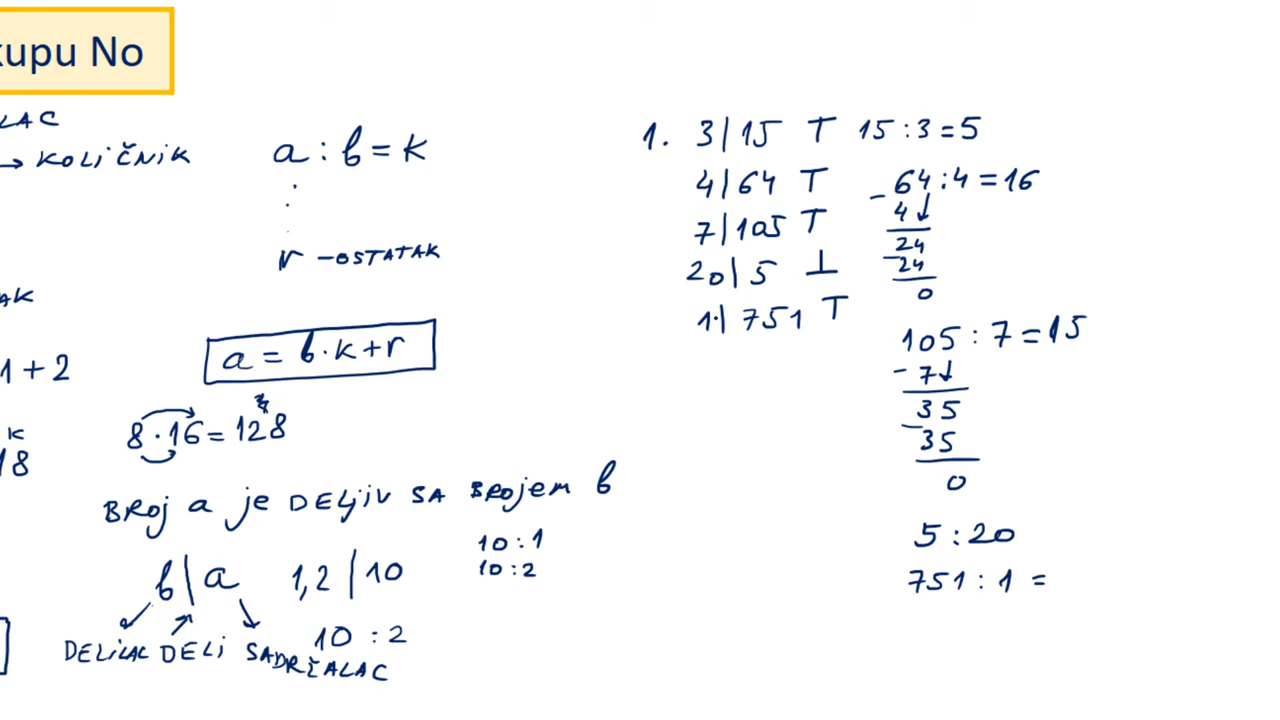 kupu No
LAC
→ KOLIČNIK
a : b = k
r - OSTATAK
AK
1 + 2
a = b · k + r
k
18
8 · 16 = 128
BROj a je DELjiV SA BROjem b
b | a 1,2 | 10
10 : 1
10 : 2
DELiLAC DELi SADRŽALAC
10 : 2
1. 3 | 15 T 15 : 3 = 5
4 | 64 T
7 | 105 T
20 | 5 ⊥
1 | 751 T
64 : 4 = 16
- 4↓
24
- 24
0
105 : 7 = 15
- 7↓
35
- 35
0
5 : 20
751 : 1 =